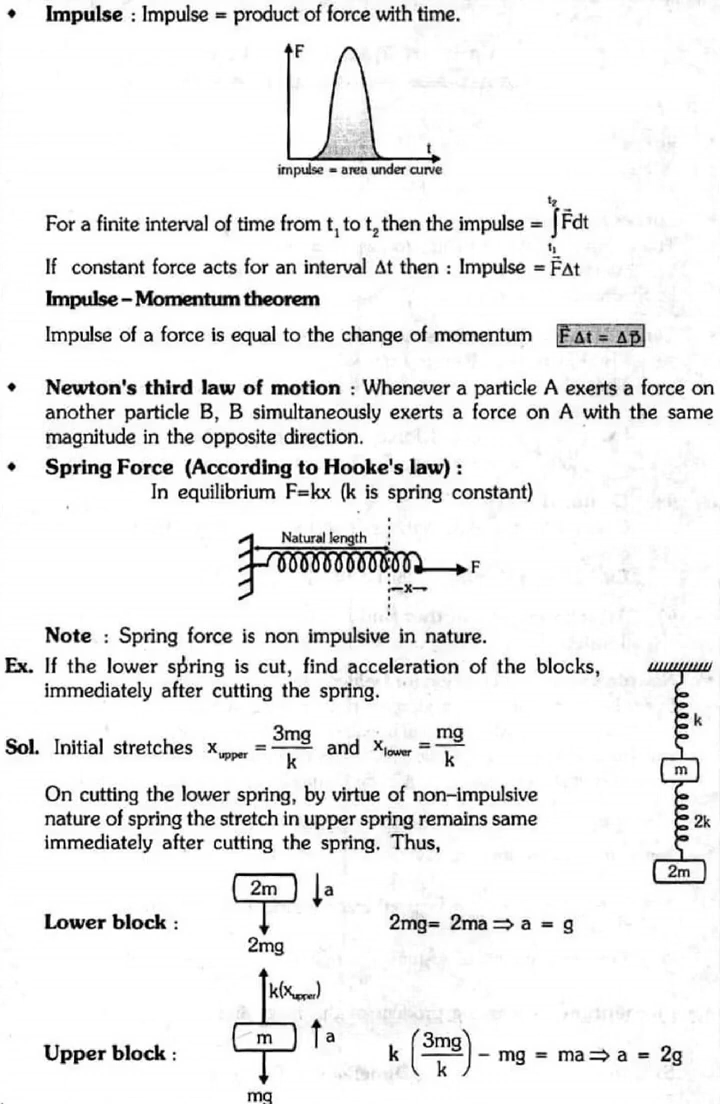 • Impulse : Impulse = product of force with time.
F
t
impulse = area under curve
For a finite interval of time from t₁ to t₂ then the impulse = ∫_{t₁}^{t₂} F⃗dt
If constant force acts for an interval Δt then : Impulse = F⃗Δt
Impulse – Momentum theorem
Impulse of a force is equal to the change of momentum F⃗ Δt = Δp⃗
• Newton's third law of motion : Whenever a particle A exerts a force on
another particle B, B simultaneously exerts a force on A with the same
magnitude in the opposite direction.
• Spring Force (According to Hooke's law) :
In equilibrium F=kx (k is spring constant)
Natural length
F
x
Note : Spring force is non impulsive in nature.
Ex. If the lower spring is cut, find acceleration of the blocks,
immediately after cutting the spring.
k
m
2k
2m
Sol. Initial stretches x_upper = 3mg/k and x_lower = mg/k
On cutting the lower spring, by virtue of non–impulsive
nature of spring the stretch in upper spring remains same
immediately after cutting the spring. Thus,
2m a
Lower block : 2mg= 2ma ⇒ a = g
2mg
k(x_upper)
m a
Upper block : k (3mg/k) – mg = ma ⇒ a = 2g
mg